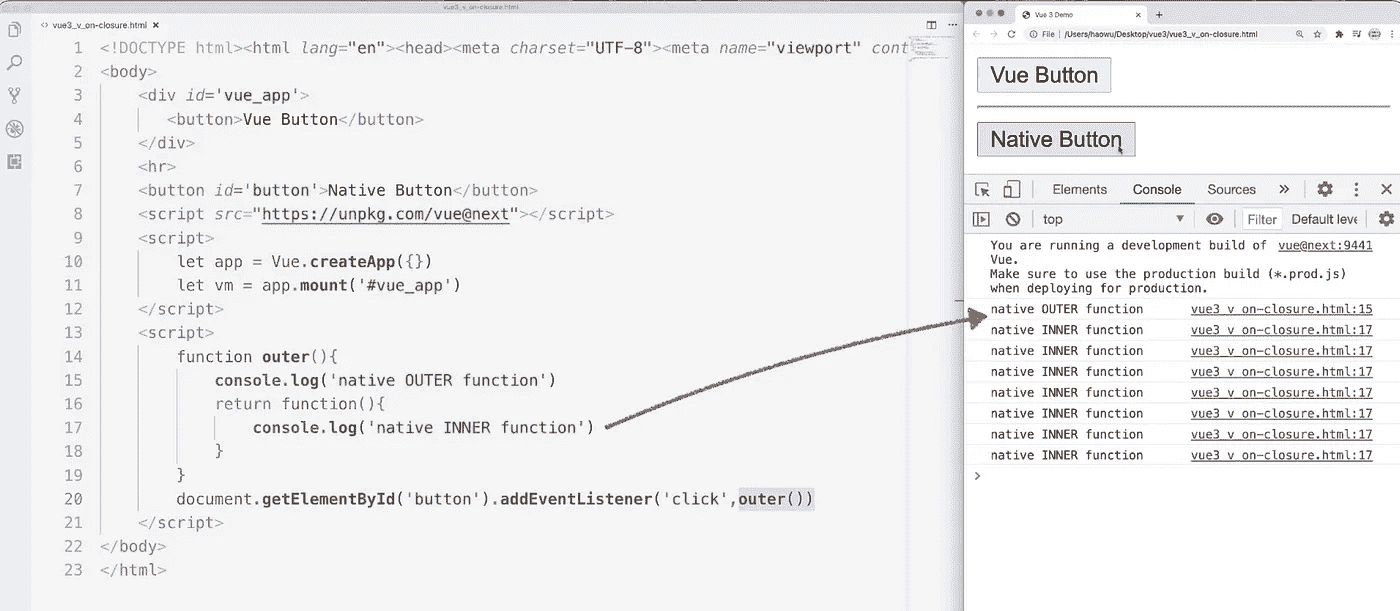 vue3_v_on-closure.html
<> vue3_v_on-closure.html ×
1 <!DOCTYPE html><html lang="en"><head><meta charset="UTF-8"><meta name="viewport" cont
2 <body>
3 <div id='vue_app'>
4 <button>Vue Button</button>
5 </div>
6 <hr>
7 <button id='button'>Native Button</button>
8 <script src="https://unpkg.com/vue@next"></script>
9 <script>
10 let app = Vue.createApp({})
11 let vm = app.mount('#vue_app')
12 </script>
13 <script>
14 function outer(){
15 console.log('native OUTER function')
16 return function(){
17 console.log('native INNER function')
18 }
19 }
20 document.getElementById('button').addEventListener('click',outer())
21 </script>
22 </body>
23 </html>
Vue 3 Demo × +
File | /Users/haowu/Desktop/vue3/vue3_v_on-closure.html
Vue Button
Native Button
Elements Console Sources »
top Filter Default leve
You are running a development build of vue@next:9441
Vue.
Make sure to use the production build (*.prod.js)
when deploying for production.
native OUTER function vue3_v_on-closure.html:15
native INNER function vue3_v_on-closure.html:17
native INNER function vue3_v_on-closure.html:17
native INNER function vue3_v_on-closure.html:17
native INNER function vue3_v_on-closure.html:17
native INNER function vue3_v_on-closure.html:17
native INNER function vue3_v_on-closure.html:17
native INNER function vue3_v_on-closure.html:17
>